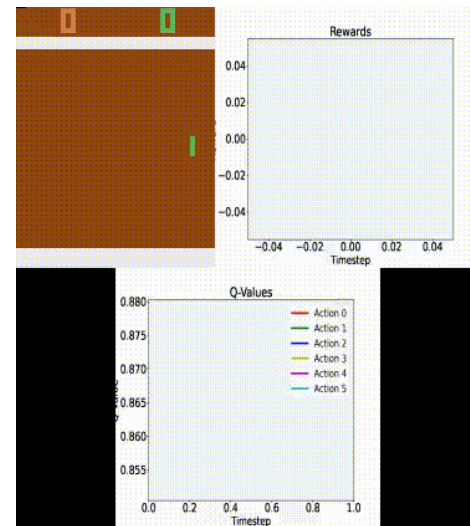 0 0
Rewards
0.04
0.02
0.00
−0.02
−0.04
−0.04 −0.02 0.00 0.02 0.04
Timestep
Q-Values
0.880
0.875
0.870
0.865
0.860
0.855
Action 0
Action 1
Action 2
Action 3
Action 4
Action 5
0.0 0.2 0.4 0.6 0.8 1.0
Timestep